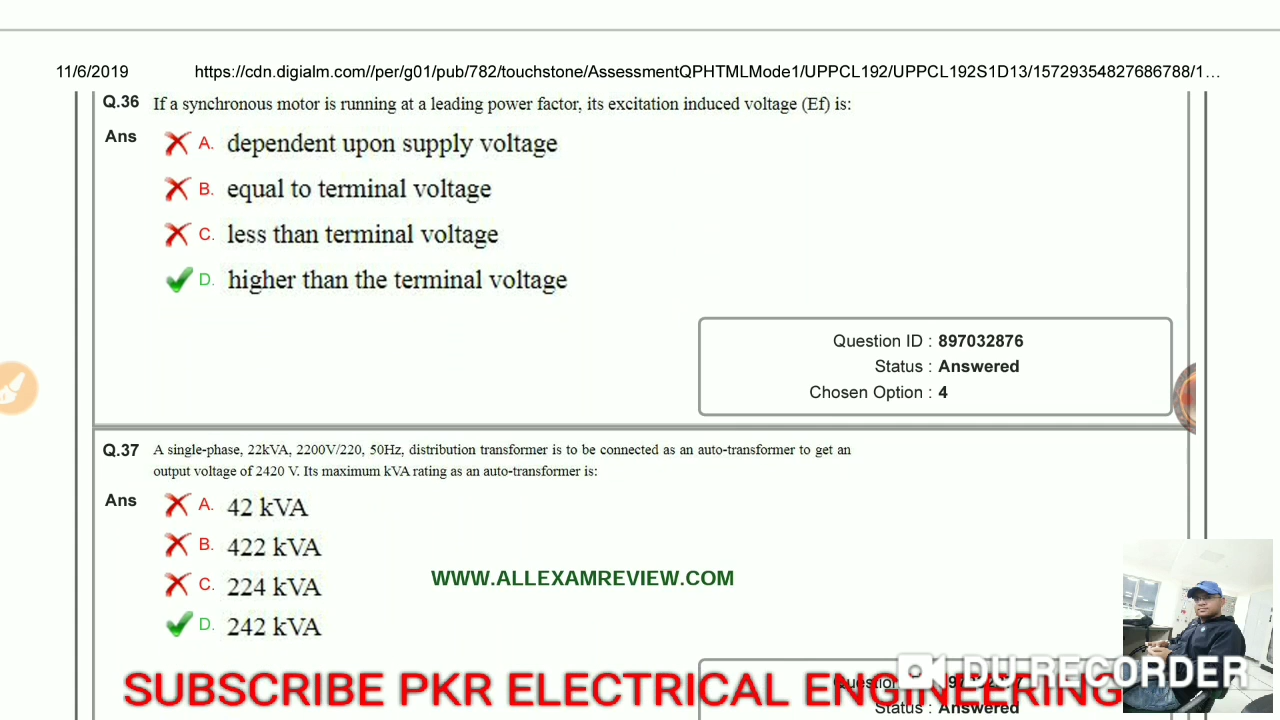 11/6/2019
https://cdn.digialm.com//per/g01/pub/782/touchstone/AssessmentQPHTMLMode1/UPPCL192/UPPCL192S1D13/15729354827686788/1…
Q.36 If a synchronous motor is running at a leading power factor, its excitation induced voltage (Ef) is:
Ans
A. dependent upon supply voltage
B. equal to terminal voltage
C. less than terminal voltage
D. higher than the terminal voltage
Question ID : 897032876
Status : Answered
Chosen Option : 4
Q.37 A single-phase, 22kVA, 2200V/220, 50Hz, distribution transformer is to be connected as an auto-transformer to get an
output voltage of 2420 V. Its maximum kVA rating as an auto-transformer is:
Ans
A. 42 kVA
B. 422 kVA
C. 224 kVA
D. 242 kVA
WWW.ALLEXAMREVIEW.COM
SUBSCRIBE PKR ELECTRICAL ENGINEERING
DU RECORDER
Status : Answered